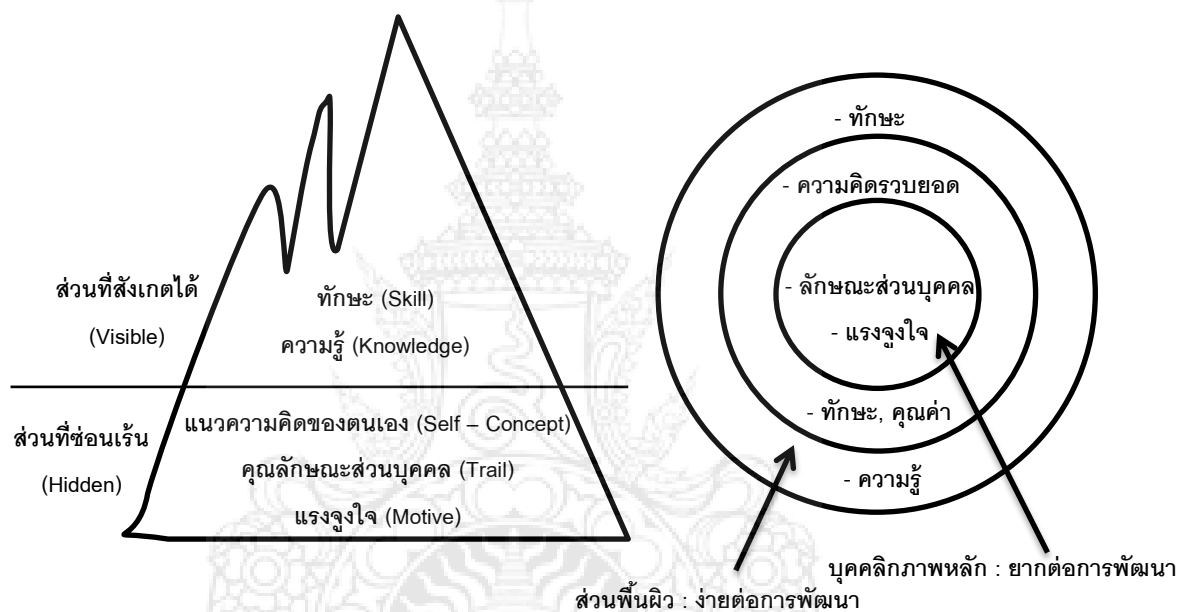 ส่วนที่สังเกตได้
(Visible)
ทักษะ (Skill)
ความรู้ (Knowledge)
ส่วนที่ซ่อนเร้น
(Hidden)
แนวความคิดของตนเอง (Self – Concept)
คุณลักษณะส่วนบุคคล (Trail)
แรงจูงใจ (Motive)
- ทักษะ
- ความคิดรวบยอด
- ลักษณะส่วนบุคคล
- แรงจูงใจ
- ทักษะ, คุณค่า
- ความรู้
บุคคลิกภาพหลัก : ยากต่อการพัฒนา
ส่วนพื้นผิว : ง่ายต่อการพัฒนา